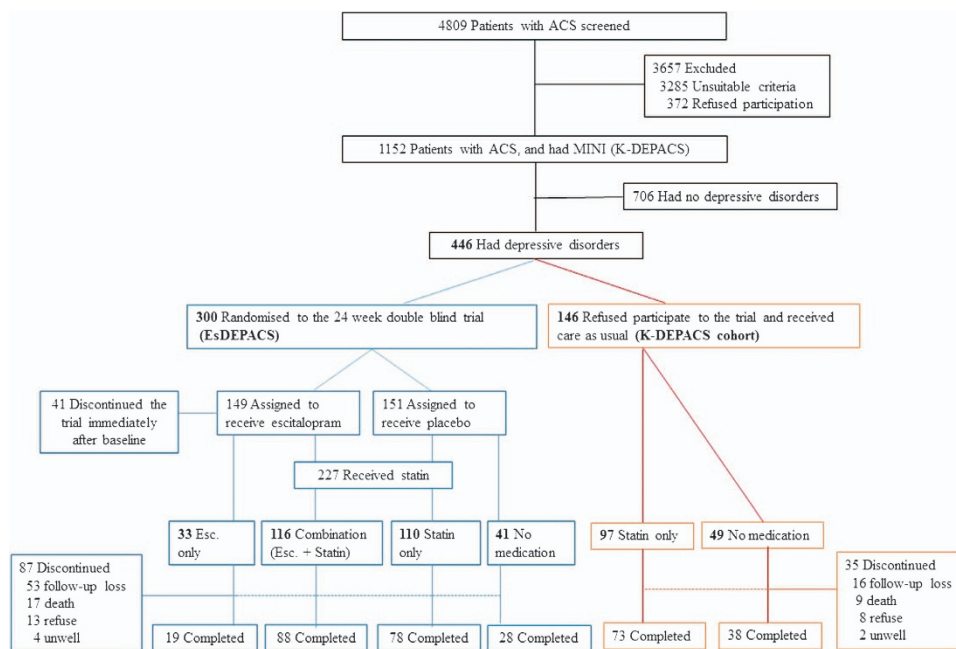 4809 Patients with ACS screened
3657 Excluded
3285 Unsuitable criteria
372 Refused participation
1152 Patients with ACS, and had MINI (K-DEPACS)
706 Had no depressive disorders
446 Had depressive disorders
300 Randomised to the 24 week double blind trial
(EsDEPACS)
146 Refused participate to the trial and received
care as usual (K-DEPACS cohort)
41 Discontinued the
trial immediately
after baseline
149 Assigned to
receive escitalopram
151 Assigned to
receive placebo
227 Received statin
33 Esc.
only
116 Combination
(Esc. + Statin)
110 Statin
only
41 No
medication
97 Statin only
49 No medication
87 Discontinued
53 follow-up loss
17 death
13 refuse
4 unwell
35 Discontinued
16 follow-up loss
9 death
8 refuse
2 unwell
19 Completed
88 Completed
78 Completed
28 Completed
73 Completed
38 Completed